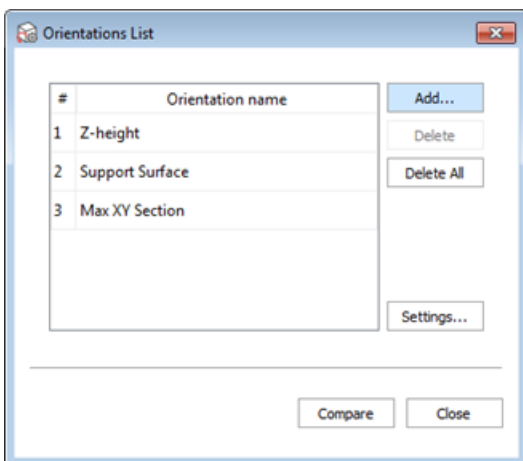 Orientations List
# Orientation name
1 Z-height
2 Support Surface
3 Max XY Section
Add...
Delete
Delete All
Settings...
Compare Close